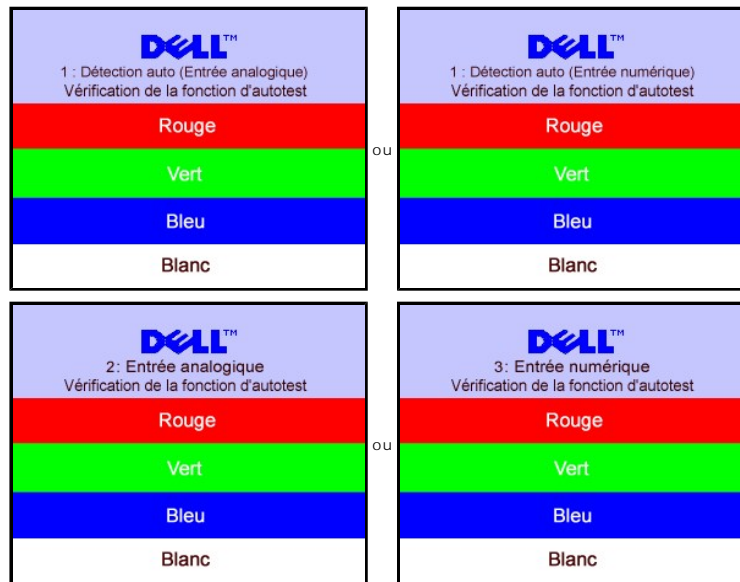 DELL™
1 : Détection auto (Entrée analogique)
Vérification de la fonction d'autotest
Rouge
Vert
Bleu
Blanc
ou
DELL™
1 : Détection auto (Entrée numérique)
Vérification de la fonction d'autotest
Rouge
Vert
Bleu
Blanc
DELL™
2: Entrée analogique
Vérification de la fonction d'autotest
Rouge
Vert
Bleu
Blanc
ou
DELL™
3: Entrée numérique
Vérification de la fonction d'autotest
Rouge
Vert
Bleu
Blanc